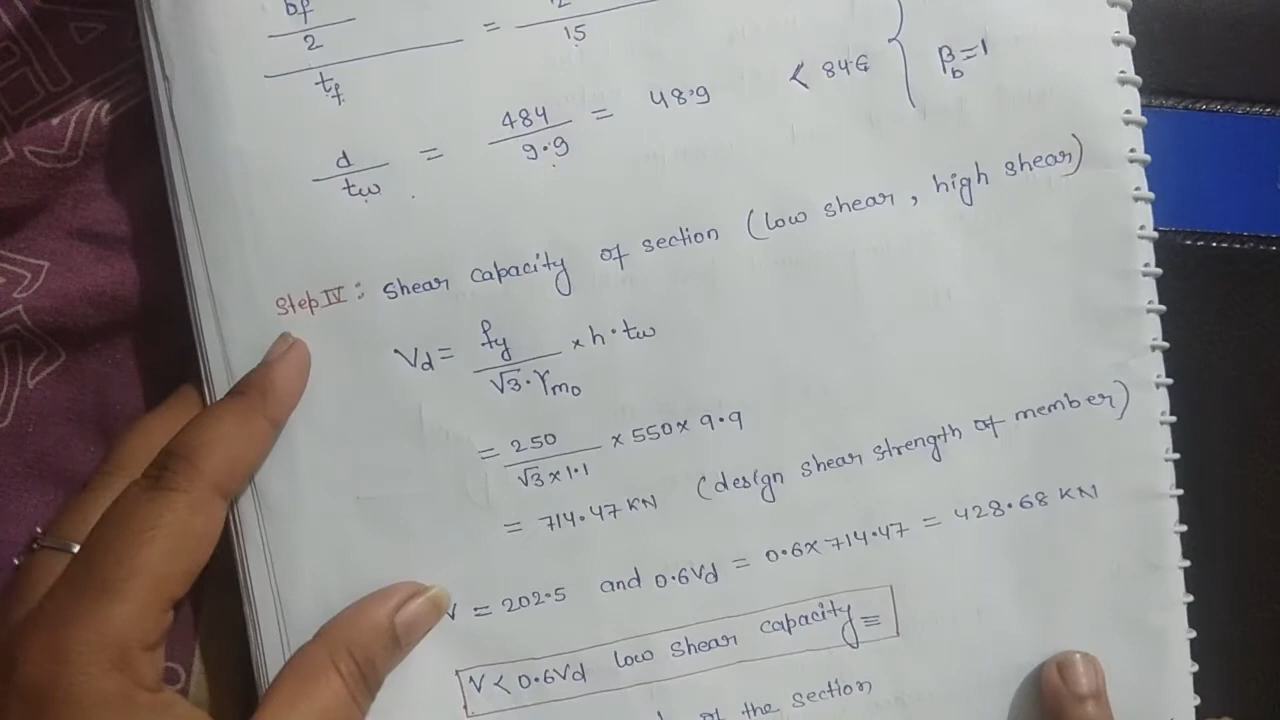 bf
2
tf = 15
d/tw = 484/9.9 = 48.9 < 84ε } βb=1
Step IV: Shear capacity of section (low shear, high shear)
Vd = fy/√3·γmo × h·tw
= 250/√3×1.1 × 550 × 9.9
= 714.47 KN (design shear strength of member)
V = 202.5 and 0.6Vd = 0.6×714.47 = 428.68 KN
V < 0.6Vd low shear capacity
of the section